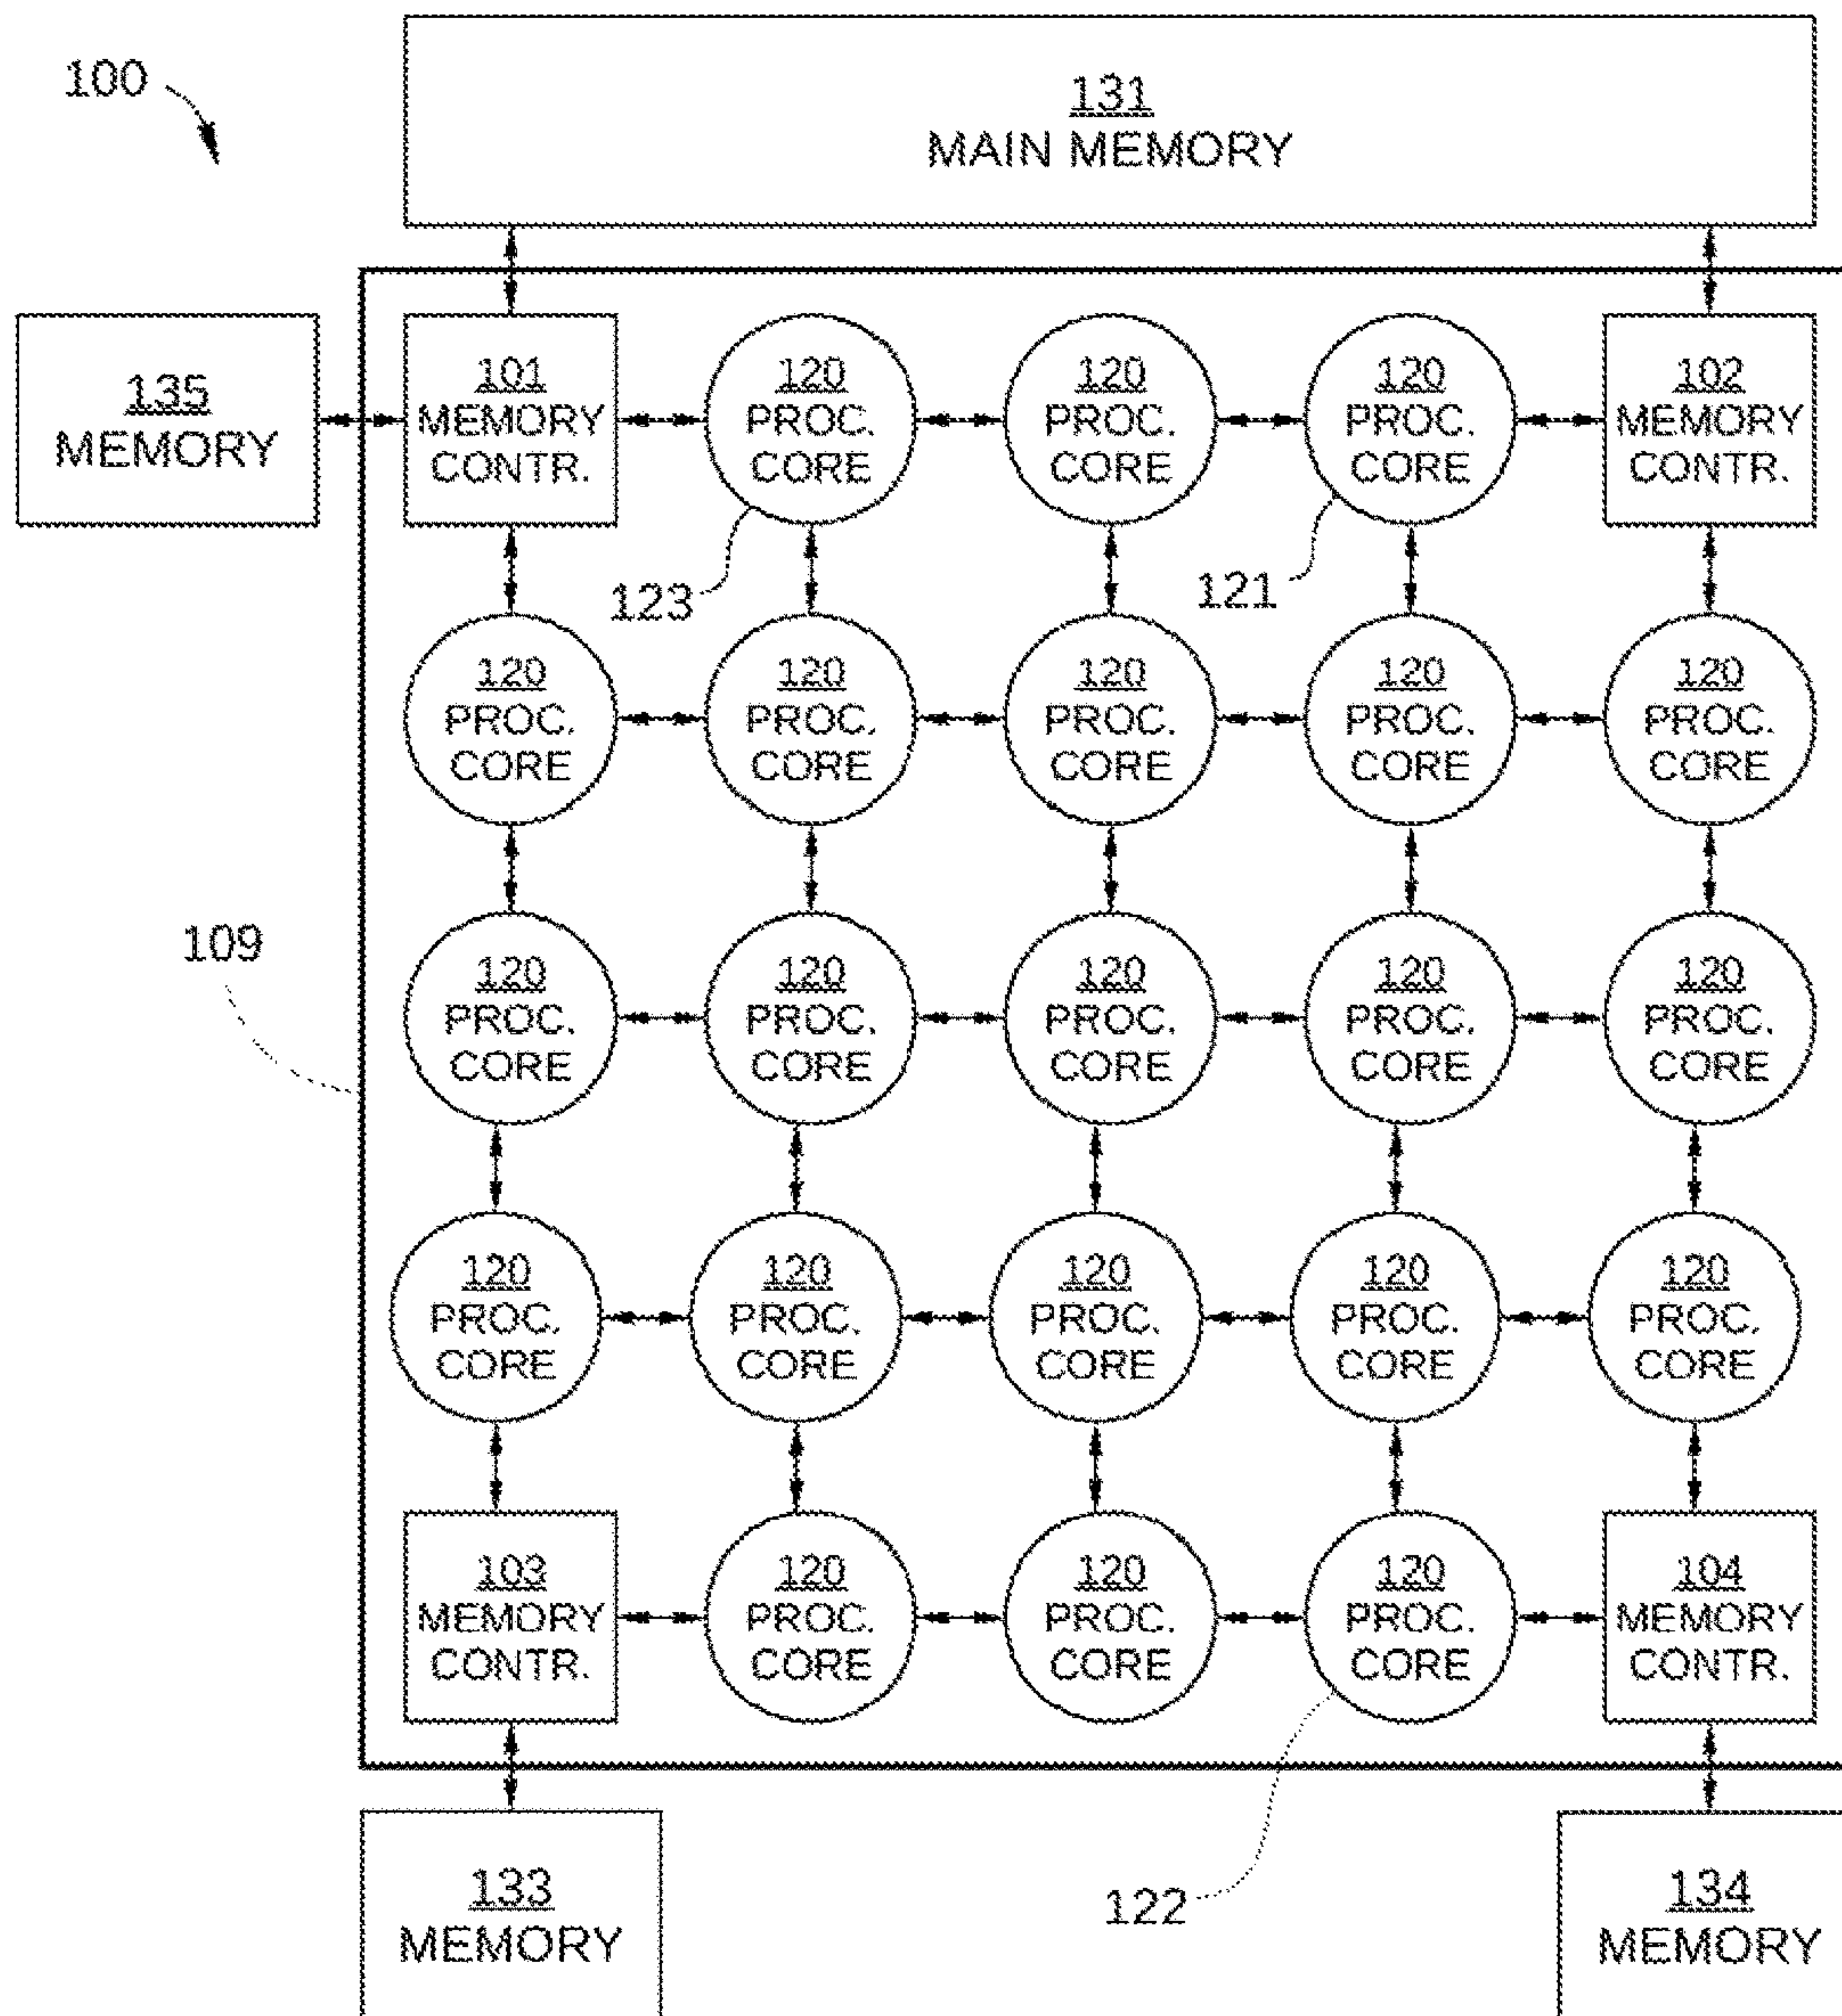 100
131
MAIN MEMORY
135
MEMORY
101
MEMORY
CONTR.
120
PROC.
CORE
120
PROC.
CORE
120
PROC.
CORE
102
MEMORY
CONTR.
123
121
120
PROC.
CORE
120
PROC.
CORE
120
PROC.
CORE
120
PROC.
CORE
120
PROC.
CORE
109
120
PROC.
CORE
120
PROC.
CORE
120
PROC.
CORE
120
PROC.
CORE
120
PROC.
CORE
120
PROC.
CORE
120
PROC.
CORE
120
PROC.
CORE
120
PROC.
CORE
120
PROC.
CORE
103
MEMORY
CONTR.
120
PROC.
CORE
120
PROC.
CORE
120
PROC.
CORE
104
MEMORY
CONTR.
133
MEMORY
122
134
MEMORY